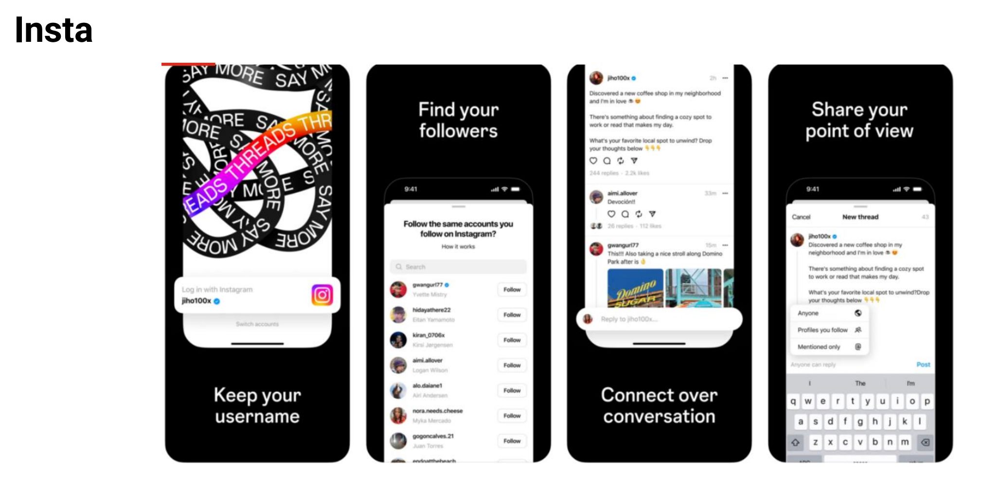 Insta
SAY MORE SAY MO
MORE SAY
THREADS THR
EADS THREADS
MORE
SAY MORE
Log in with Instagram
jiho100x
Switch accounts
Keep your
username
Find your
followers
9:41
Follow the same accounts you
follow on Instagram?
How it works
Search
gwangurl77
Yvette Mistry
Follow
hidayathere22
Eitan Yamamoto
Follow
kiran_0706x
Kirsi Jørgensen
Follow
aimi.allover
Logan Wilson
Follow
alo.daiane1
Airi Andersen
Follow
nora.needs.cheese
Myka Mercado
Follow
gogoncalves.21
Juan Torres
Follow
endoatthebeach
jiho100x 2h
Discovered a new coffee shop in my neighborhood
and I'm in love
There's something about finding a cozy spot to
work or read that makes my day.
What's your favorite local spot to unwind? Drop
your thoughts below
244 replies · 2.2k likes
aimi.allover 33m
Devoción!!
26 replies · 112 likes
gwangurl77 15m
This!!! Also taking a nice stroll along Domino
Park after is
Domino
SUGAR
Reply to jiho100x...
Connect over
conversation
Share your
point of view
9:41
Cancel New thread 43
jiho100x
Discovered a new coffee shop in my
neighborhood and I'm in love
There's something about finding a cozy spot
to work or read that makes my day.
What's your favorite local spot to unwind?Drop
your thoughts below
Anyone
Profiles you follow
Mentioned only
Anyone can reply Post
I The I'm
q w e r t y u i o p
a s d f g h j k l
z x c v b n m